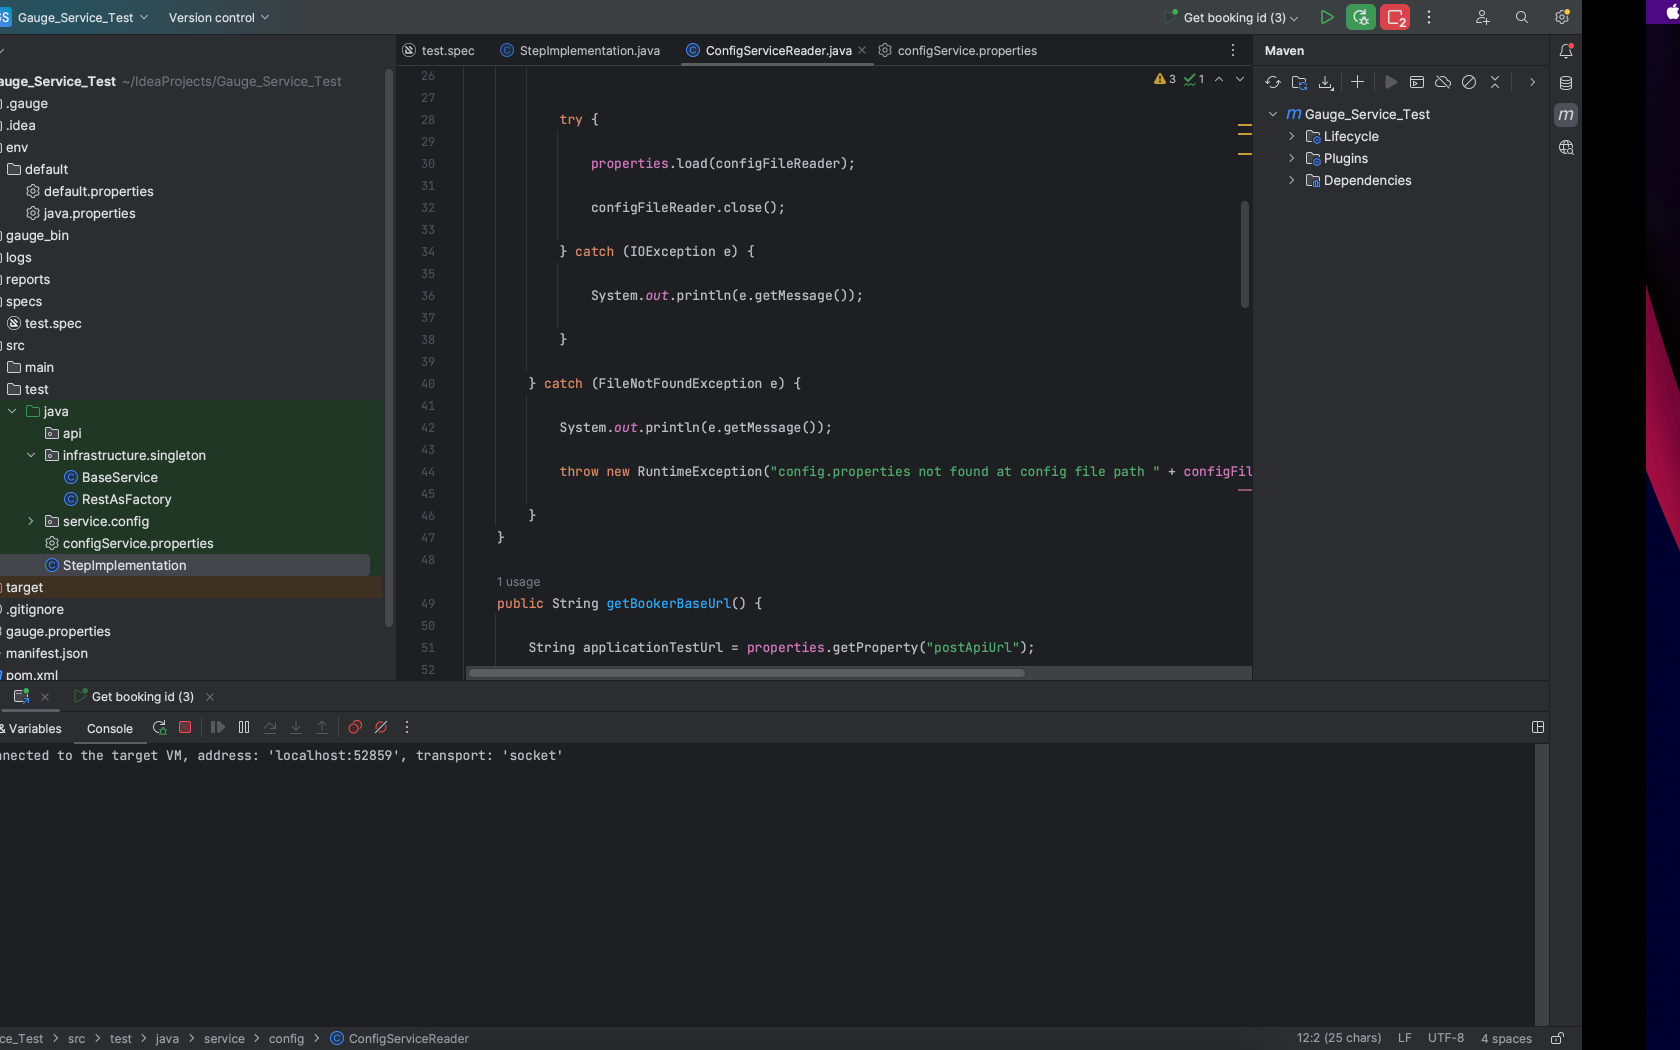 GS Gauge_Service_Test Version control Get booking id (3) 2
test.spec StepImplementation.java ConfigServiceReader.java configService.properties Maven
auge_Service_Test ~/IdeaProjects/Gauge_Service_Test
.gauge
.idea
env
default
default.properties
java.properties
gauge_bin
logs
reports
specs
test.spec
src
main
test
java
api
infrastructure.singleton
BaseService
RestAsFactory
service.config
configService.properties
StepImplementation
target
.gitignore
gauge.properties
manifest.json
pom.xml
3 1
26
27
28 try {
29
30 properties.load(configFileReader);
31
32 configFileReader.close();
33
34 } catch (IOException e) {
35
36 System.out.println(e.getMessage());
37
38 }
39
40 } catch (FileNotFoundException e) {
41
42 System.out.println(e.getMessage());
43
44 throw new RuntimeException("config.properties not found at config file path " + configFil
45
46 }
47 }
48
1 usage
49 public String getBookerBaseUrl() {
50
51 String applicationTestUrl = properties.getProperty("postApiUrl");
52
m Gauge_Service_Test
Lifecycle
Plugins
Dependencies
m
Get booking id (3)
& Variables Console
nnected to the target VM, address: 'localhost:52859', transport: 'socket'
ce_Test > src > test > java > service > config > ConfigServiceReader 12:2 (25 chars) LF UTF-8 4 spaces